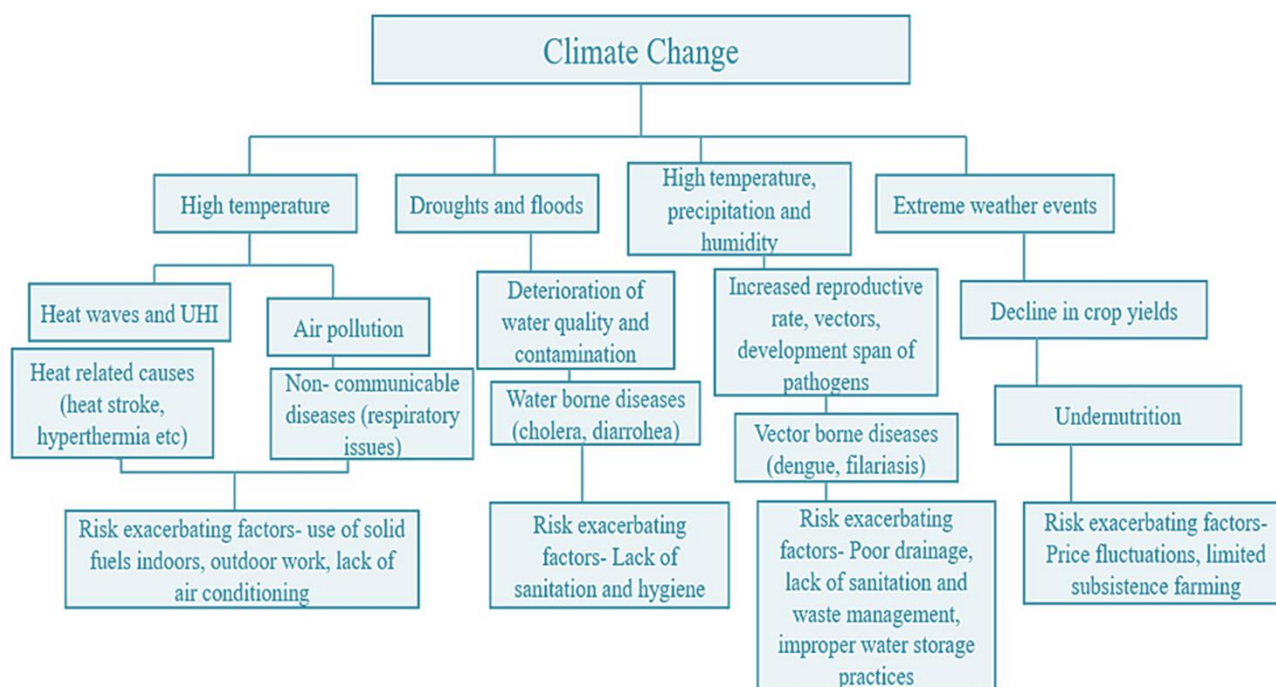 Climate Change
High temperature
Droughts and floods
High temperature,
precipitation and
humidity
Extreme weather events
Heat waves and UHI
Air pollution
Deterioration of
water quality and
contamination
Increased reproductive
rate, vectors,
development span of
pathogens
Decline in crop yields
Heat related causes
(heat stroke,
hyperthermia etc)
Non- communicable
diseases (respiratory
issues)
Water borne diseases
(cholera, diarrohea)
Vector borne diseases
(dengue, filariasis)
Undernutrition
Risk exacerbating factors- use of solid
fuels indoors, outdoor work, lack of
air conditioning
Risk exacerbating
factors- Lack of
sanitation and hygiene
Risk exacerbating
factors- Poor drainage,
lack of sanitation and
waste management,
improper water storage
practices
Risk exacerbating factors-
Price fluctuations, limited
subsistence farming